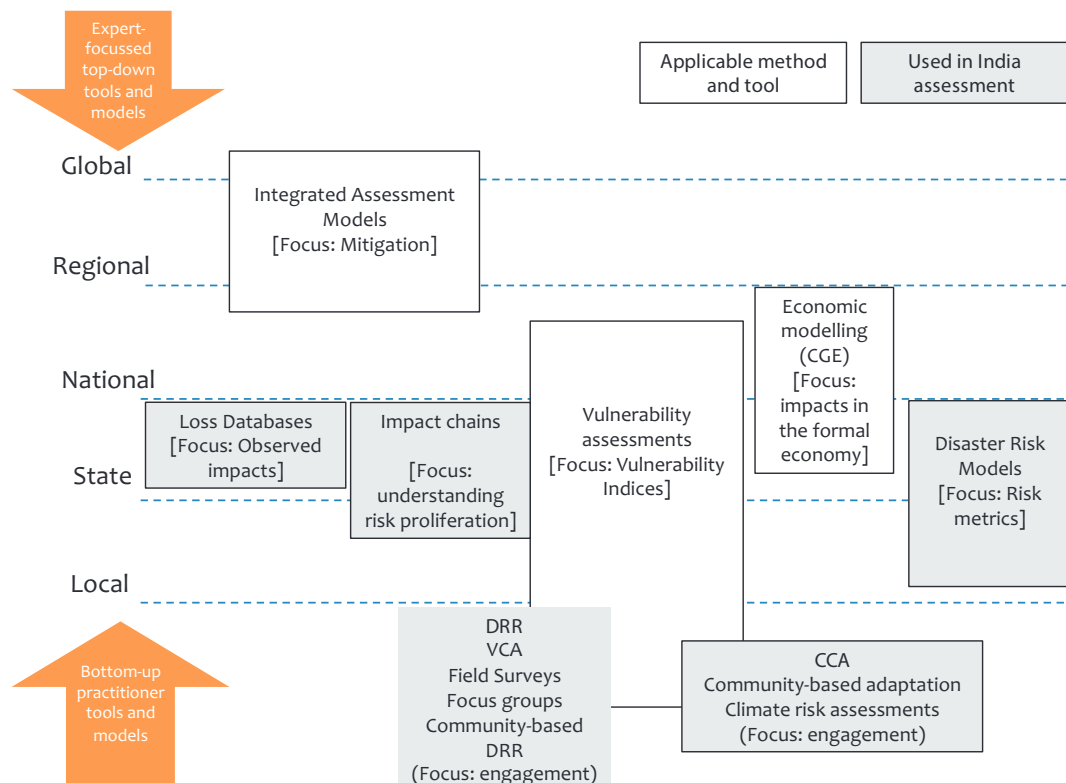 Expert-
focussed
top-down
tools and
models
Applicable method
and tool
Used in India
assessment
Global
Integrated Assessment
Models
[Focus: Mitigation]
Regional
Economic
modelling
(CGE)
[Focus:
impacts in
the formal
economy]
National
Loss Databases
[Focus: Observed
impacts]
Impact chains
[Focus:
understanding
risk proliferation]
Vulnerability
assessments
[Focus: Vulnerability
Indices]
Disaster Risk
Models
[Focus: Risk
metrics]
State
Local
DRR
VCA
Field Surveys
Focus groups
Community-based
DRR
(Focus: engagement)
CCA
Community-based adaptation
Climate risk assessments
(Focus: engagement)
Bottom-up
practitioner
tools and
models